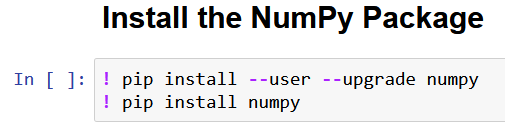 Install the NumPy Package
In [ ]: ! pip install --user --upgrade numpy
! pip install numpy